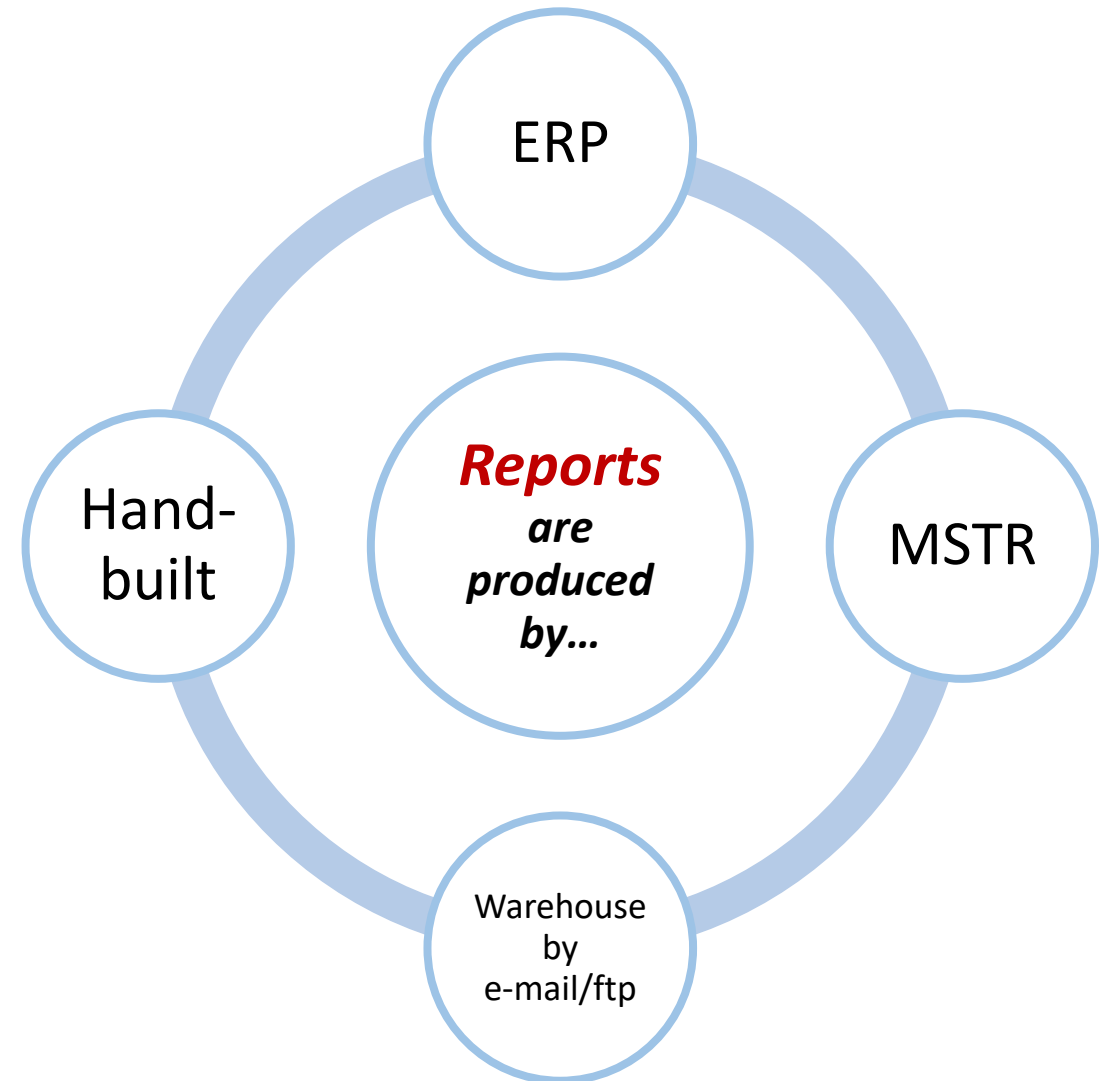 ERP
Hand-
built
Reports
are
produced
by…
MSTR
Warehouse
by
e-mail/ftp